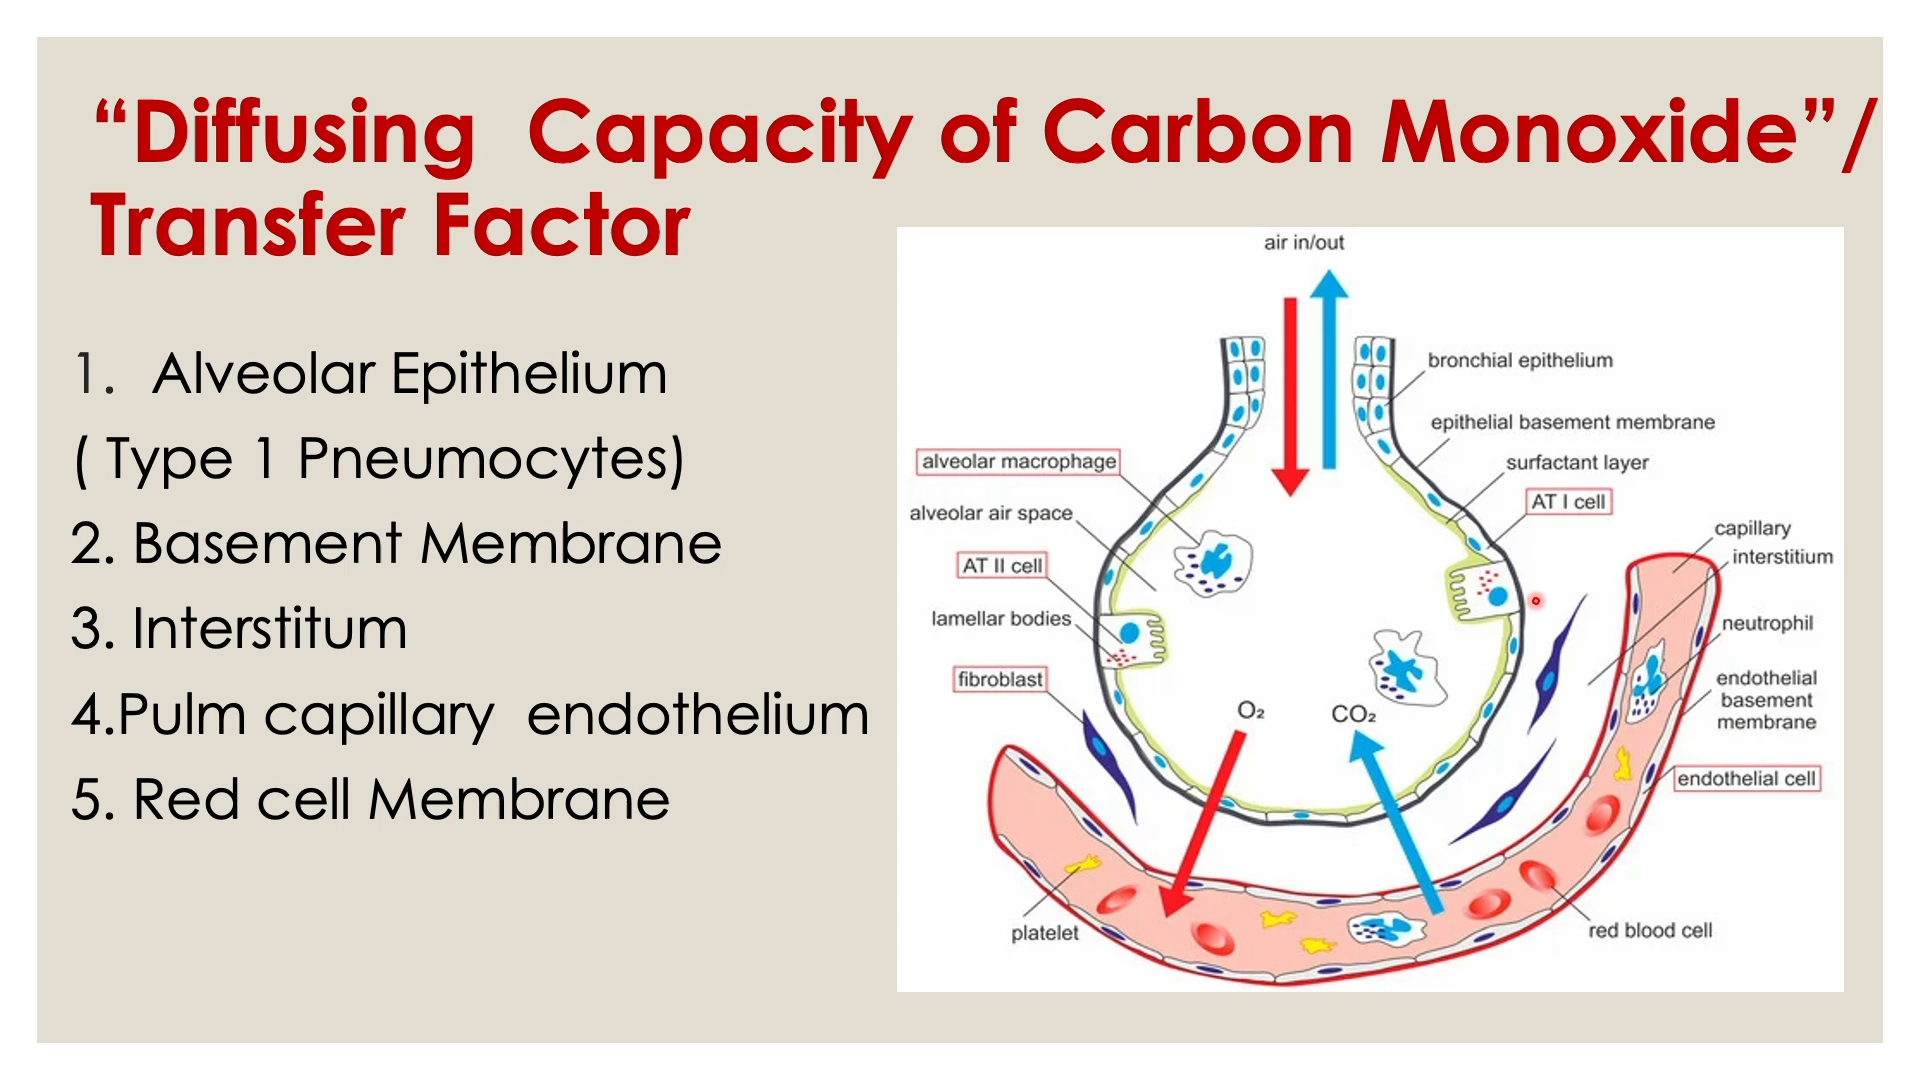 “Diffusing  Capacity of Carbon Monoxide”/
Transfer Factor
1. Alveolar Epithelium
( Type 1 Pneumocytes)
2. Basement Membrane
3. Interstitum
4.Pulm capillary  endothelium
5. Red cell Membrane
air in/out
bronchial epithelium
epithelial basement membrane
surfactant layer
AT I cell
capillary
interstitium
neutrophil
endothelial
basement
membrane
endothelial cell
red blood cell
alveolar macrophage
alveolar air space
AT II cell
lamellar bodies
fibroblast
O₂
CO₂
platelet